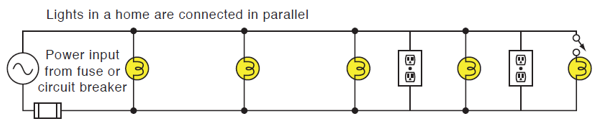 Lights in a home are connected in parallel
Power input
from fuse or
circuit breaker